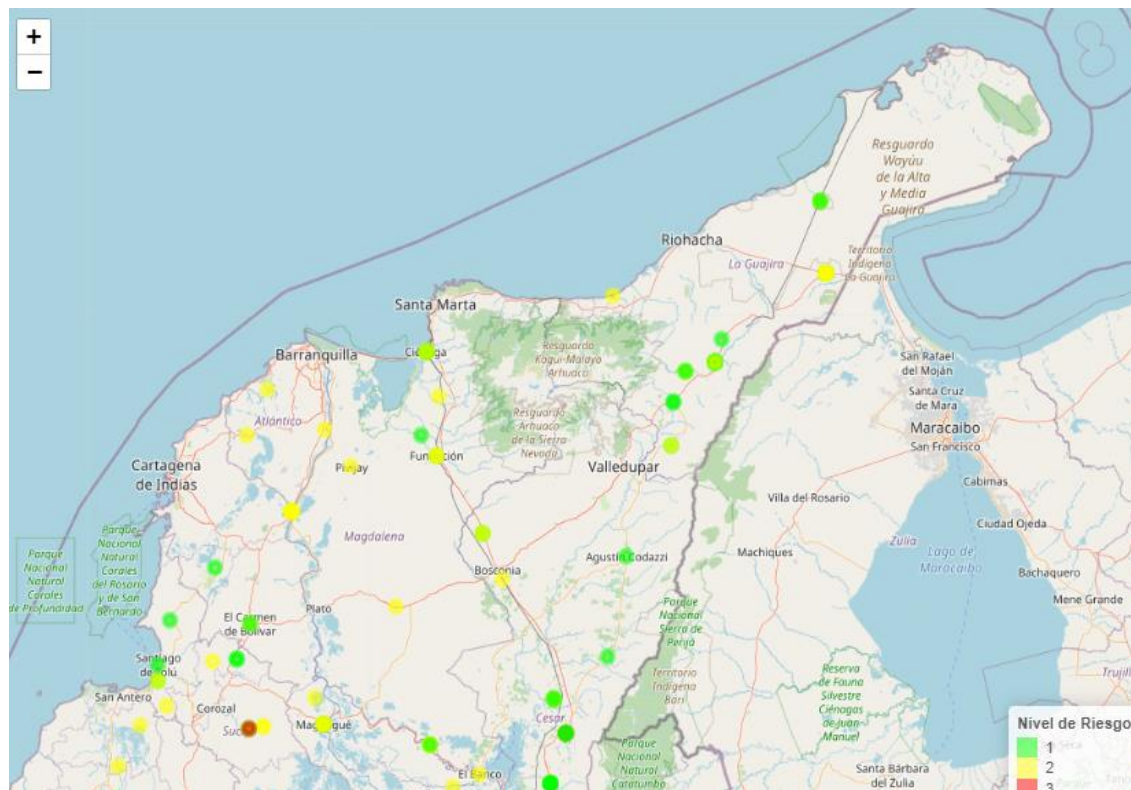 +
−
Resguardo
Wayúu
de la Alta
y Media
Guajira
Riohacha
La Guajira
Territorio
Indígena
La Guajira
Santa Marta
Ciénaga
Barranquilla
Resguardo
Kogui-Malayo
Arhuaco
San Rafael
del Moján
Santa Cruz
de Mara
Atlántico
Resguardo
Arhuaco
de la Sierra
Nevada
Maracaibo
San Francisco
Cartagena
de Indias
Pivijay
Fundación
Valledupar
Cabimas
Villa del Rosario
Ciudad Ojeda
Parque
Nacional
Natural
Corales
de Profundidad
Parque
Nacional
Natural
Corales
del Rosario
y de San
Bernardo
Magdalena
Zulia
Lago de
Maracaibo
Machiques
Agustín Codazzi
Bosconia
Bachaquero
Mene Grande
El Carmen
de Bolívar
Plato
Parque
Nacional
Sierra de
Perijá
Santiago
de Tolú
Territorio
Indígena
Barí
Reserva
de Fauna
Silvestre
Ciénagas
de Juan
Manuel
Trujill
San Antero
Corozal
Cesar
Magangué
El Banco
Parque
Nacional
Natural
Catatumbo
Santa Bárbara
del Zulia
Nivel de Riesgo
1
2
3